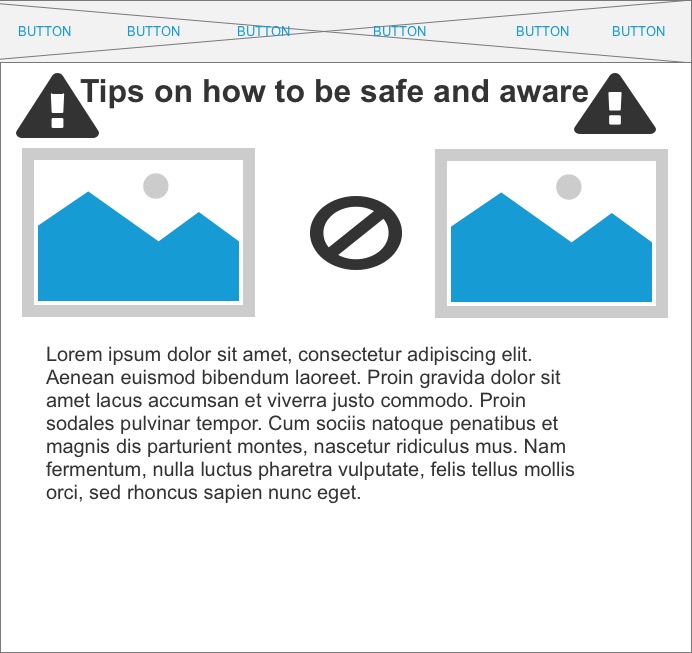 BUTTON BUTTON BUTTON BUTTON BUTTON BUTTON
Tips on how to be safe and aware
Lorem ipsum dolor sit amet, consectetur adipiscing elit.
Aenean euismod bibendum laoreet. Proin gravida dolor sit
amet lacus accumsan et viverra justo commodo. Proin
sodales pulvinar tempor. Cum sociis natoque penatibus et
magnis dis parturient montes, nascetur ridiculus mus. Nam
fermentum, nulla luctus pharetra vulputate, felis tellus mollis
orci, sed rhoncus sapien nunc eget.